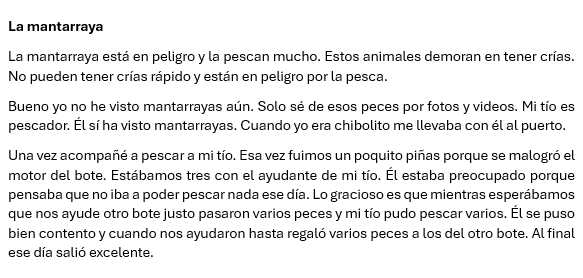 La mantarraya
La mantarraya está en peligro y la pescan mucho. Estos animales demoran en tener crías.
No pueden tener crías rápido y están en peligro por la pesca.
Bueno yo no he visto mantarrayas aún. Solo sé de esos peces por fotos y videos. Mi tío es
pescador. Él sí ha visto mantarrayas. Cuando yo era chibolito me llevaba con él al puerto.
Una vez acompañé a pescar a mi tío. Esa vez fuimos un poquito piñas porque se malogró el
motor del bote. Estábamos tres con el ayudante de mi tío. Él estaba preocupado porque
pensaba que no iba a poder pescar nada ese día. Lo gracioso es que mientras esperábamos
que nos ayude otro bote justo pasaron varios peces y mi tío pudo pescar varios. Él se puso
bien contento y cuando nos ayudaron hasta regaló varios peces a los del otro bote. Al final
ese día salió excelente.